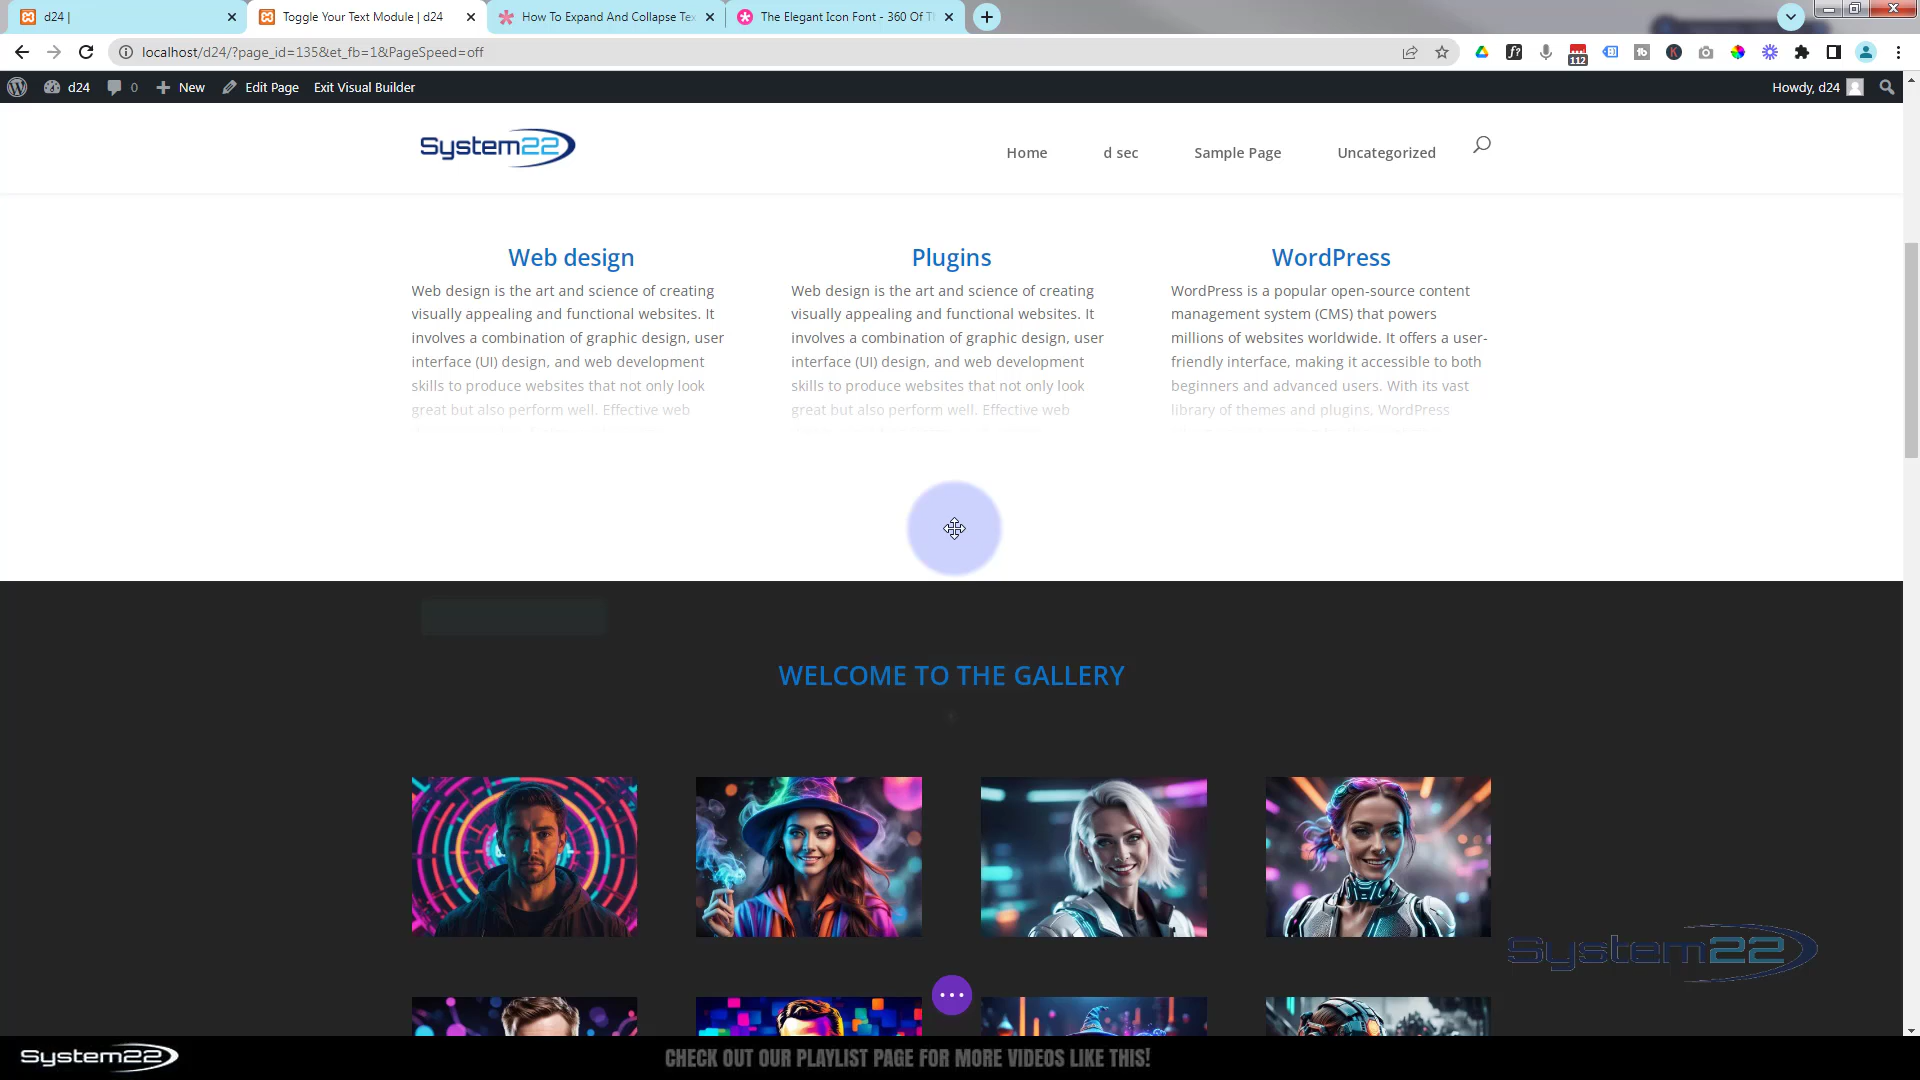 d24 |
Toggle Your Text Module | d24
How To Expand And Collapse Tex
The Elegant Icon Font - 360 Of T
localhost/d24/?page_id=135&et_fb=1&PageSpeed=off
112
d24
0
New
Edit Page
Exit Visual Builder
Howdy, d24
System22
Home
d sec
Sample Page
Uncategorized
Web design
Web design is the art and science of creating
visually appealing and functional websites. It
involves a combination of graphic design, user
interface (UI) design, and web development
skills to produce websites that not only look
great but also perform well. Effective web
Plugins
Web design is the art and science of creating
visually appealing and functional websites. It
involves a combination of graphic design, user
interface (UI) design, and web development
skills to produce websites that not only look
great but also perform well. Effective web
WordPress
WordPress is a popular open-source content
management system (CMS) that powers
millions of websites worldwide. It offers a user-
friendly interface, making it accessible to both
beginners and advanced users. With its vast
library of themes and plugins, WordPress
WELCOME TO THE GALLERY
System22
System22
CHECK OUT OUR PLAYLIST PAGE FOR MORE VIDEOS LIKE THIS!